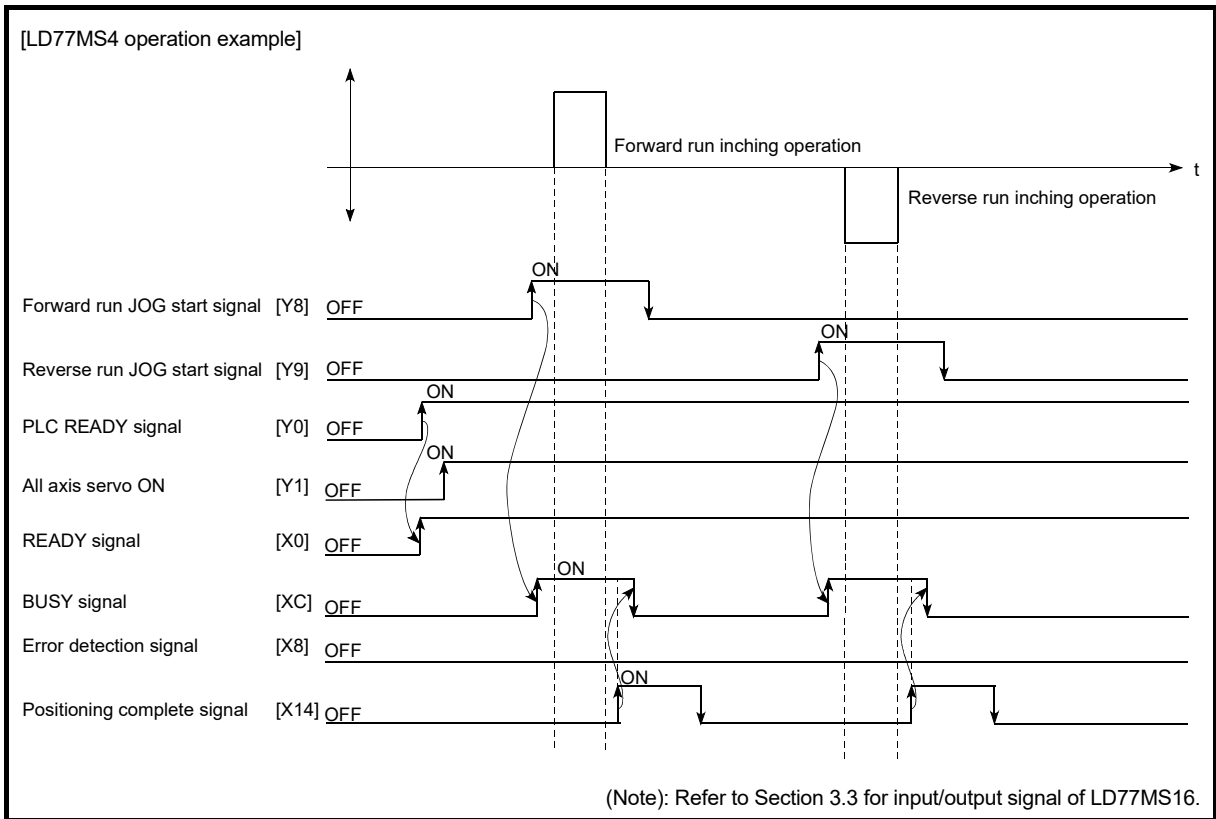 [LD77MS4 operation example]
Forward run inching operation
t
Reverse run inching operation
ON
Forward run JOG start signal [Y8] OFF
ON
Reverse run JOG start signal [Y9] OFF
ON
PLC READY signal [Y0] OFF
ON
All axis servo ON [Y1] OFF
READY signal [X0] OFF
ON
BUSY signal [XC] OFF
Error detection signal [X8] OFF
ON
Positioning complete signal [X14] OFF
(Note): Refer to Section 3.3 for input/output signal of LD77MS16.